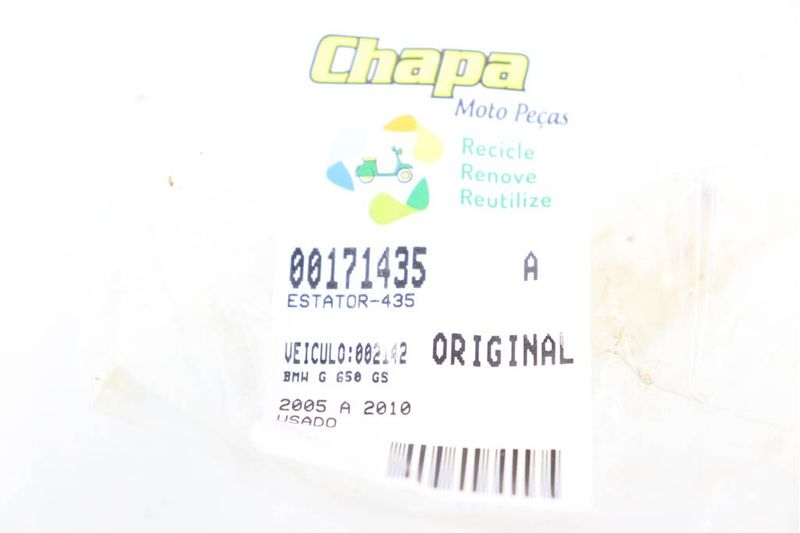 Chapa
Moto Peças
Recicle
Renove
Reutilize
00171435 A
ESTATOR-435
VEICULO:002142 ORIGINAL
BMW G 650 GS
2005 A 2010
USADO